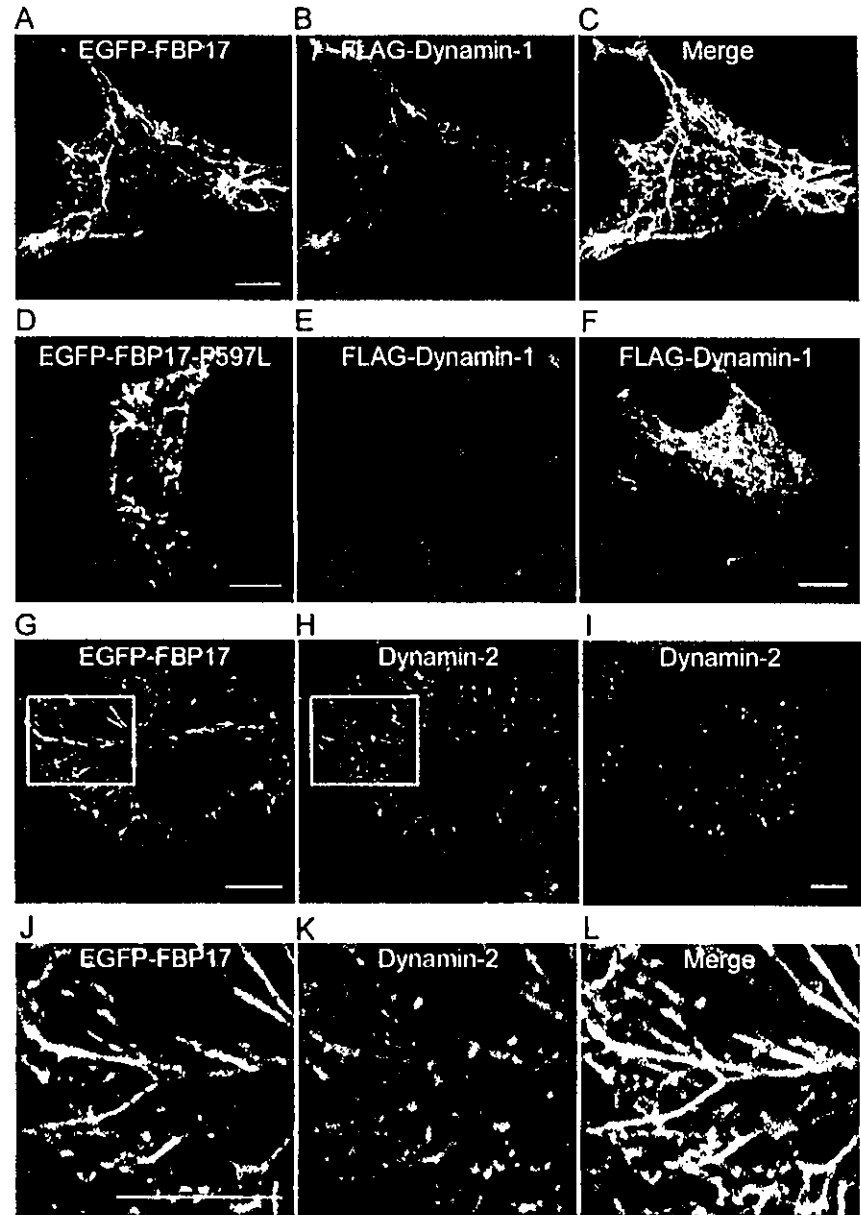 A B C
EGFP-FBP17 FLAG-Dynamin-1 Merge
D E F
EGFP-FBP17-P597L FLAG-Dynamin-1 FLAG-Dynamin-1
G H I
EGFP-FBP17 Dynamin-2 Dynamin-2
J K L
EGFP-FBP17 Dynamin-2 Merge